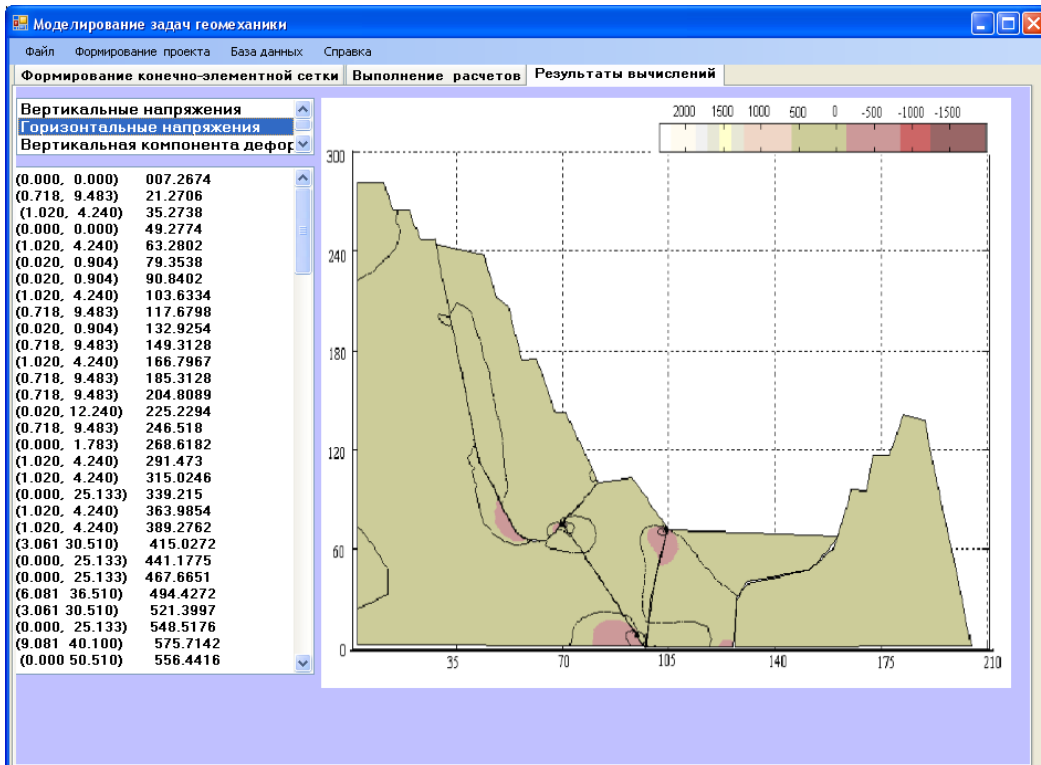 Моделирование задач геомеханики
Файл Формирование проекта База данных Справка
Формирование конечно-элементной сетки Выполнение расчетов Результаты вычислений
Вертикальные напряжения
Горизонтальные напряжения
Вертикальная компонента дефор
(0.000, 0.000) 007.2674
(0.718, 9.483) 21.2706
(1.020, 4.240) 35.2738
(0.000, 0.000) 49.2774
(1.020, 4.240) 63.2802
(0.020, 0.904) 79.3538
(0.020, 0.904) 90.8402
(1.020, 4.240) 103.6334
(0.718, 9.483) 117.6798
(0.020, 0.904) 132.9254
(0.718, 9.483) 149.3128
(1.020, 4.240) 166.7967
(0.718, 9.483) 185.3128
(0.718, 9.483) 204.8089
(0.020, 12.240) 225.2294
(0.718, 9.483) 246.518
(0.000, 1.783) 268.6182
(1.020, 4.240) 291.473
(1.020, 4.240) 315.0246
(0.000, 25.133) 339.215
(1.020, 4.240) 363.9854
(1.020, 4.240) 389.2762
(3.061 30.510) 415.0272
(0.000, 25.133) 441.1775
(0.000, 25.133) 467.6651
(6.081 36.510) 494.4272
(3.061 30.510) 521.3997
(0.000, 25.133) 548.5176
(9.081 40.100) 575.7142
(0.000 50.510) 556.4416
2000 1500 1000 500 0 -500 -1000 -1500
300
240
180
120
60
0
35 70 105 140 175 210